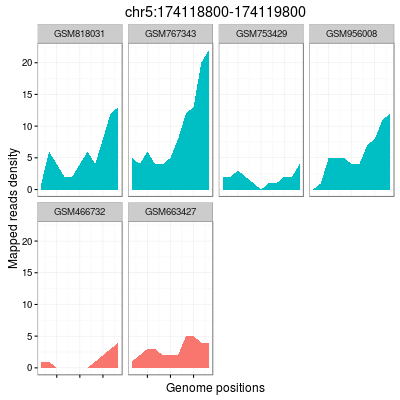 chr5:174118800-174119800
GSM818031 GSM767343 GSM753429 GSM956008
20
15
10
5
0
GSM466732 GSM663427
20
15
10
5
0
Mapped reads density
Genome positions